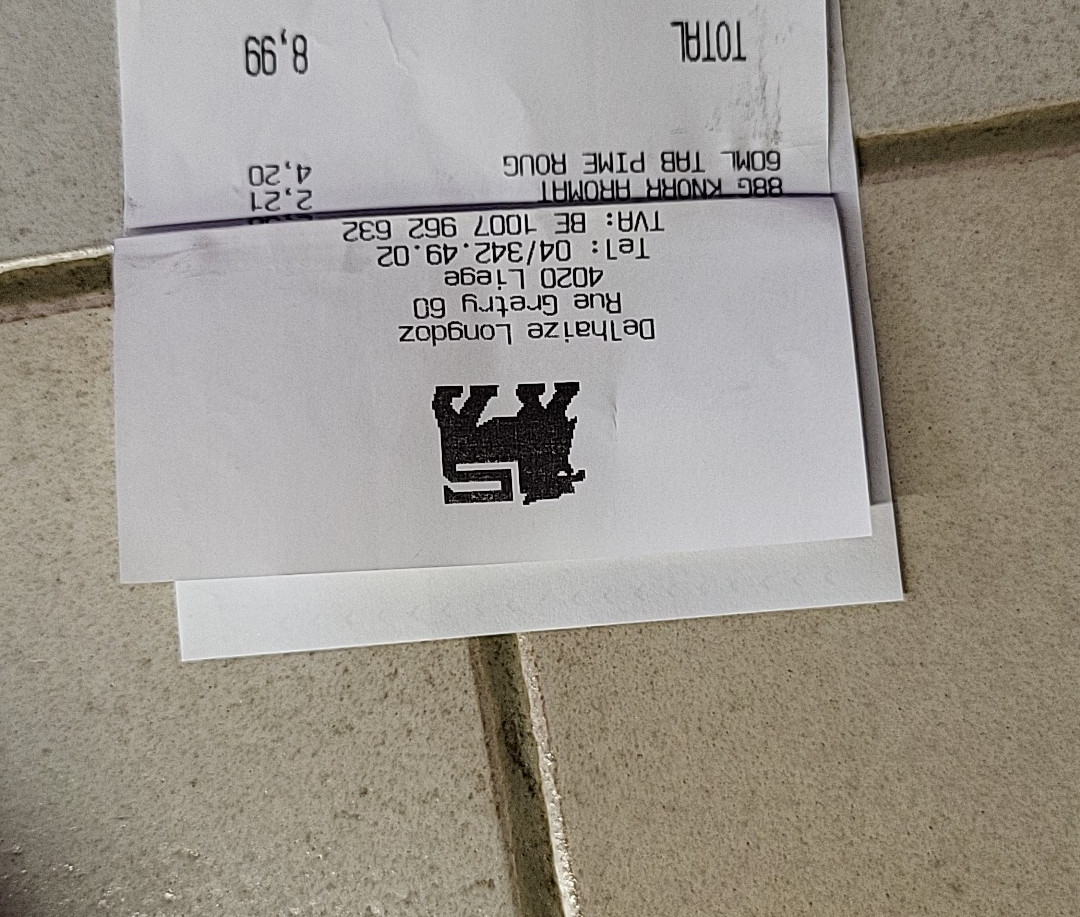 Delhaize Longdoz
Rue Gretry 60
4020 Liege
Tel: 04/342.49.02
TVA: BE 1007 962 632
88G KNORR AROMAT 2,21
60ML TAB PIME ROUG 4,20
TOTAL 8,99